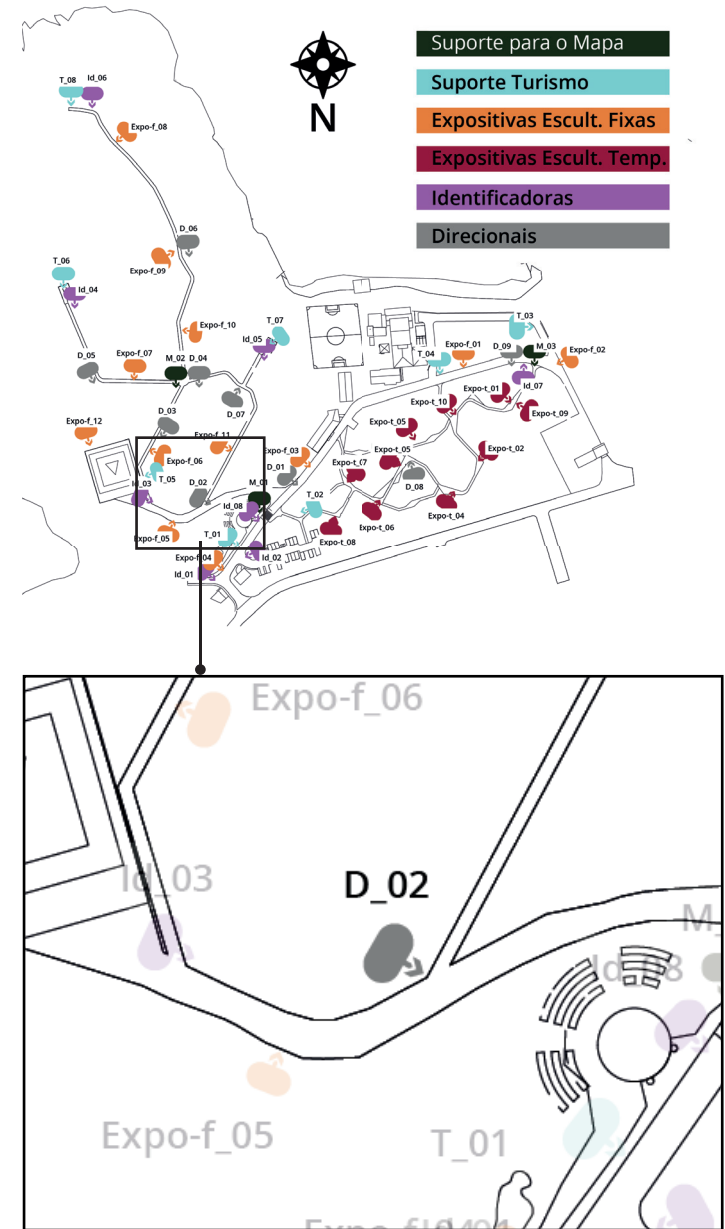 Suporte para o Mapa
Suporte Turismo
Expositivas Escult. Fixas
Expositivas Escult. Temp.
Identificadoras
Direcionais
N
T_08
Id_06
Expo-f_08
D_06
Expo-f_09
T_06
Id_04
Expo-f_10
T_07
Id_05
T_03
D_05
Expo-f_07
M_02
D_04
T_04
Expo-f_01
D_09
M_03
Expo-f_02
Id_07
D_07
Expo-t_01
Expo-t_10
Expo-t_09
Expo-f_12
D_03
Expo-t_05
Expo-f_11
Expo-f_03
Expo-t_05
Expo-t_02
Expo-f_06
Expo-t_07
D_01
T_05
D_08
Id_03
D_02
M_01
T_02
Expo-t_04
Id_08
Expo-t_06
Expo-f_05
T_01
Expo-t_08
Expo-f_04
Id_02
Id_01
Expo-f_06
Id_03
D_02
M_
Id_08
Expo-f_05
T_01